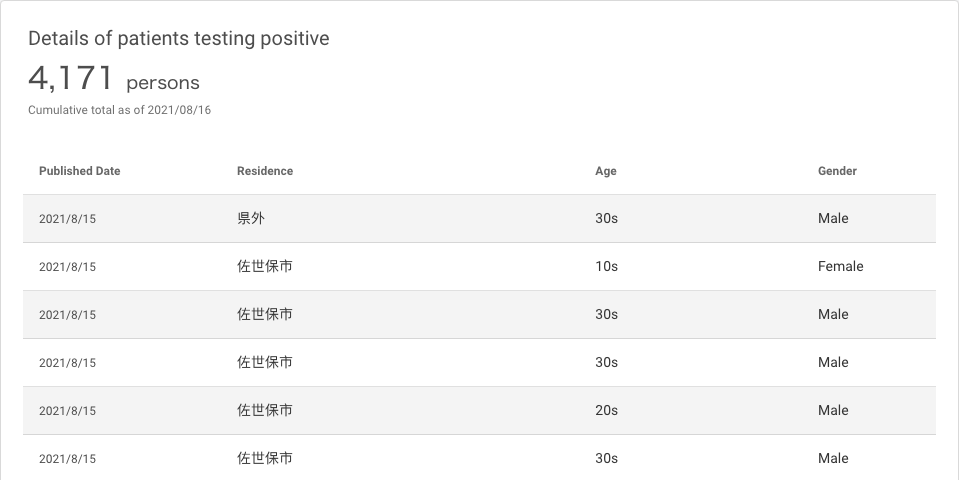 Details of patients testing positive
4,171 persons
Cumulative total as of 2021/08/16
Published Date Residence Age Gender
2021/8/15 県外 30s Male
2021/8/15 佐世保市 10s Female
2021/8/15 佐世保市 30s Male
2021/8/15 佐世保市 30s Male
2021/8/15 佐世保市 20s Male
2021/8/15 佐世保市 30s Male